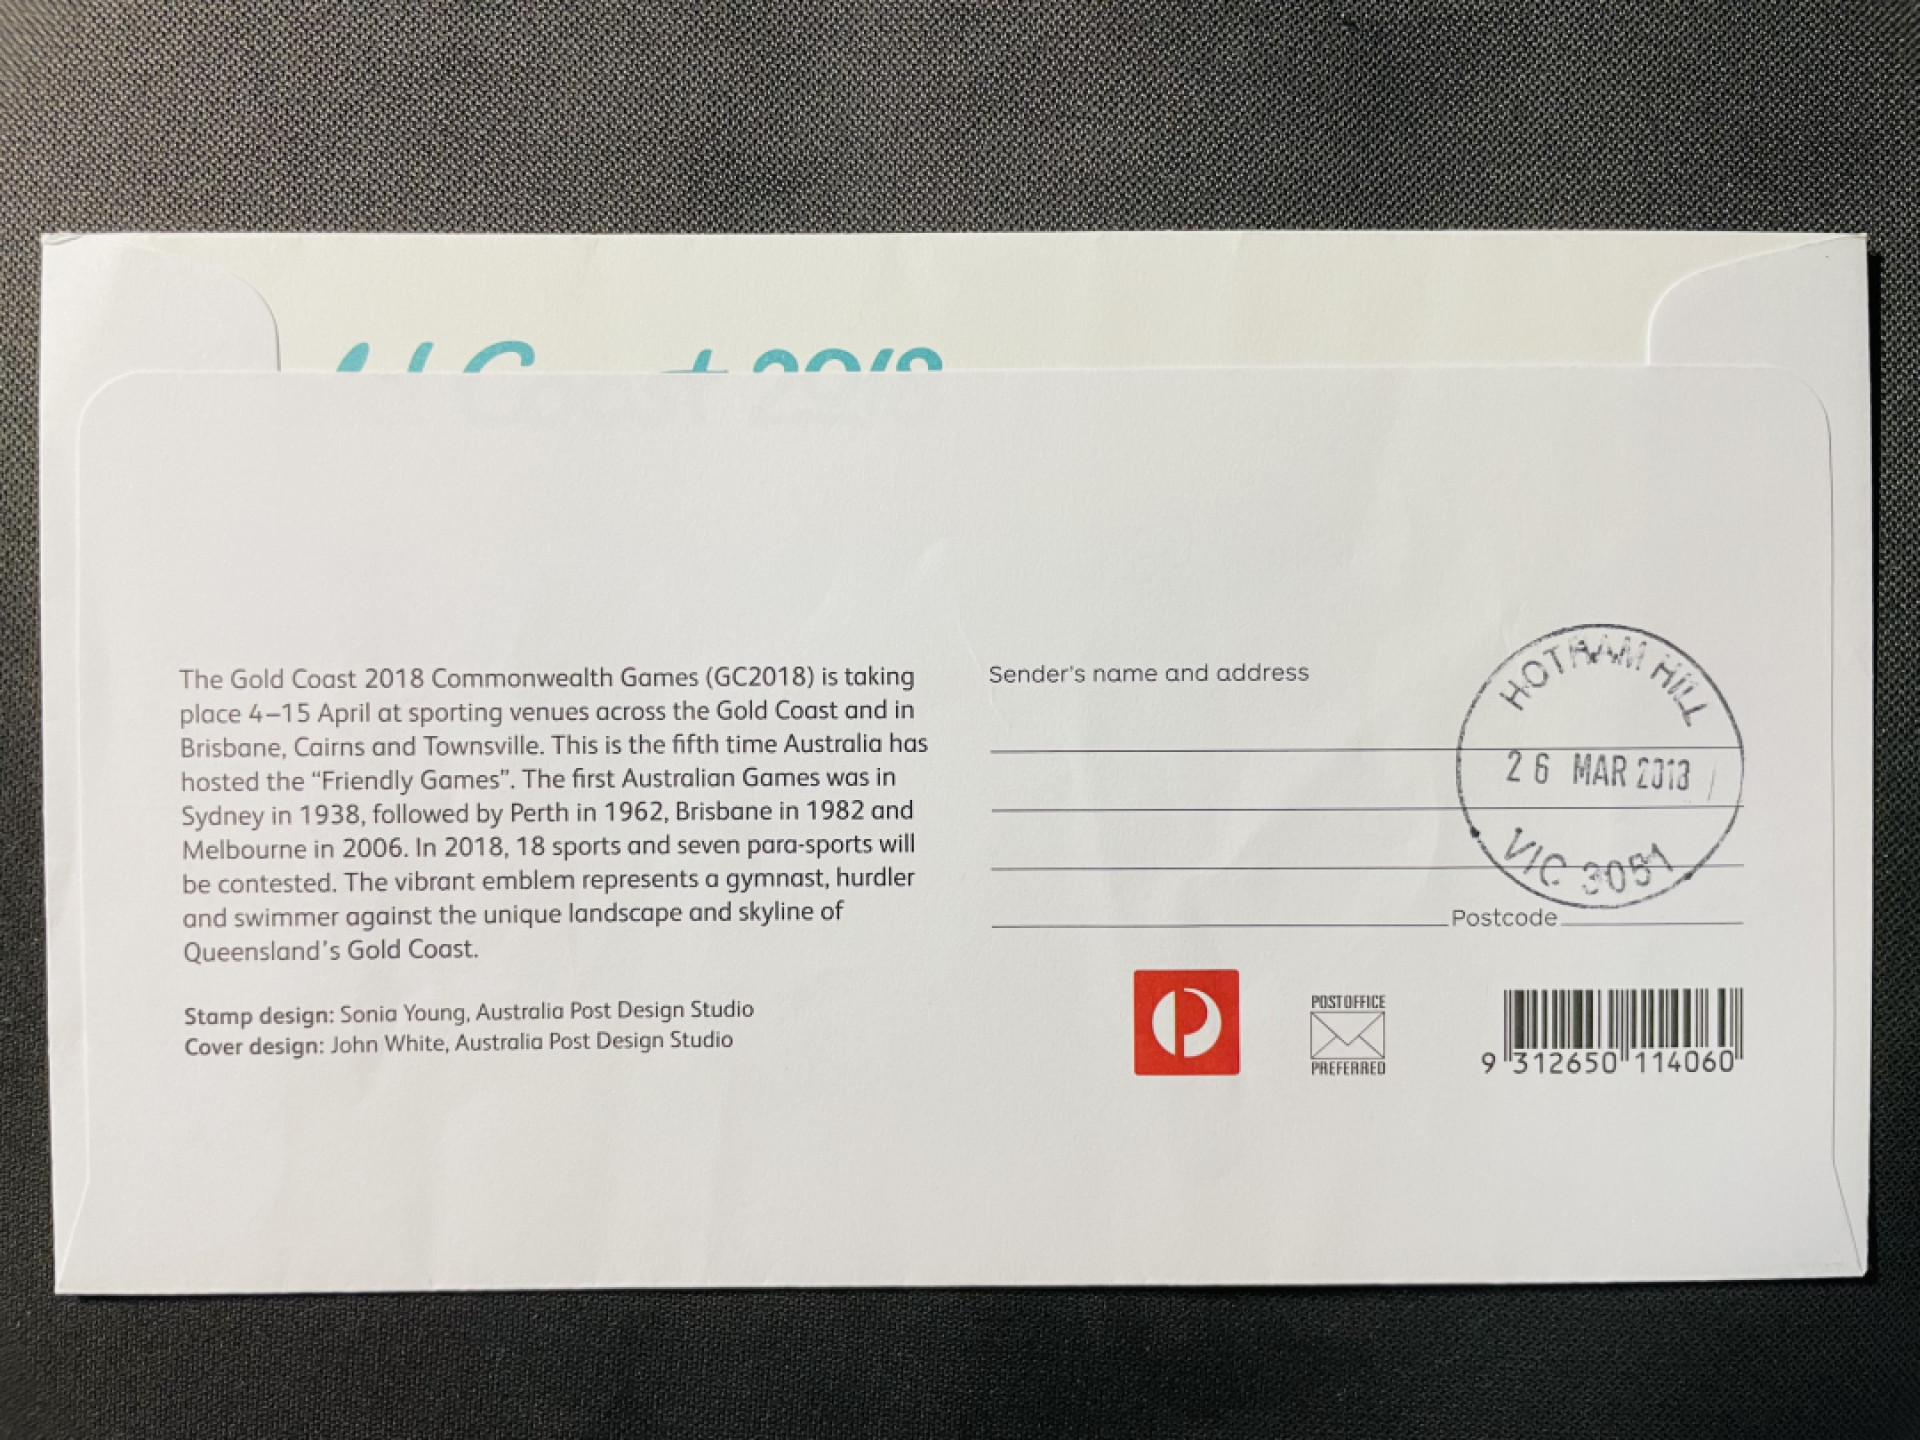 The Gold Coast 2018 Commonwealth Games (GC2018) is taking
place 4–15 April at sporting venues across the Gold Coast and in
Brisbane, Cairns and Townsville. This is the fifth time Australia has
hosted the “Friendly Games”. The first Australian Games was in
Sydney in 1938, followed by Perth in 1962, Brisbane in 1982 and
Melbourne in 2006. In 2018, 18 sports and seven para-sports will
be contested. The vibrant emblem represents a gymnast, hurdler
and swimmer against the unique landscape and skyline of
Queensland's Gold Coast.
Stamp design: Sonia Young, Australia Post Design Studio
Cover design: John White, Australia Post Design Studio
Sender's name and address
Postcode
HOTHAM HILL
26 MAR 2018
VIC 3051
POST OFFICE
PREFERRED
9 312650 114060